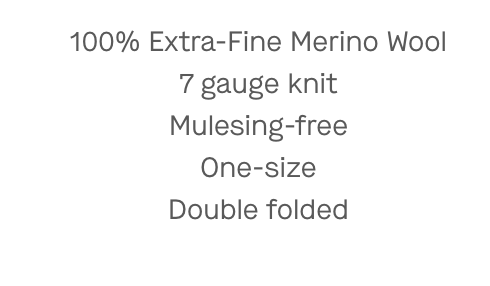 100% Extra-Fine Merino Wool
7 gauge knit
Mulesing-free
One-size
Double folded